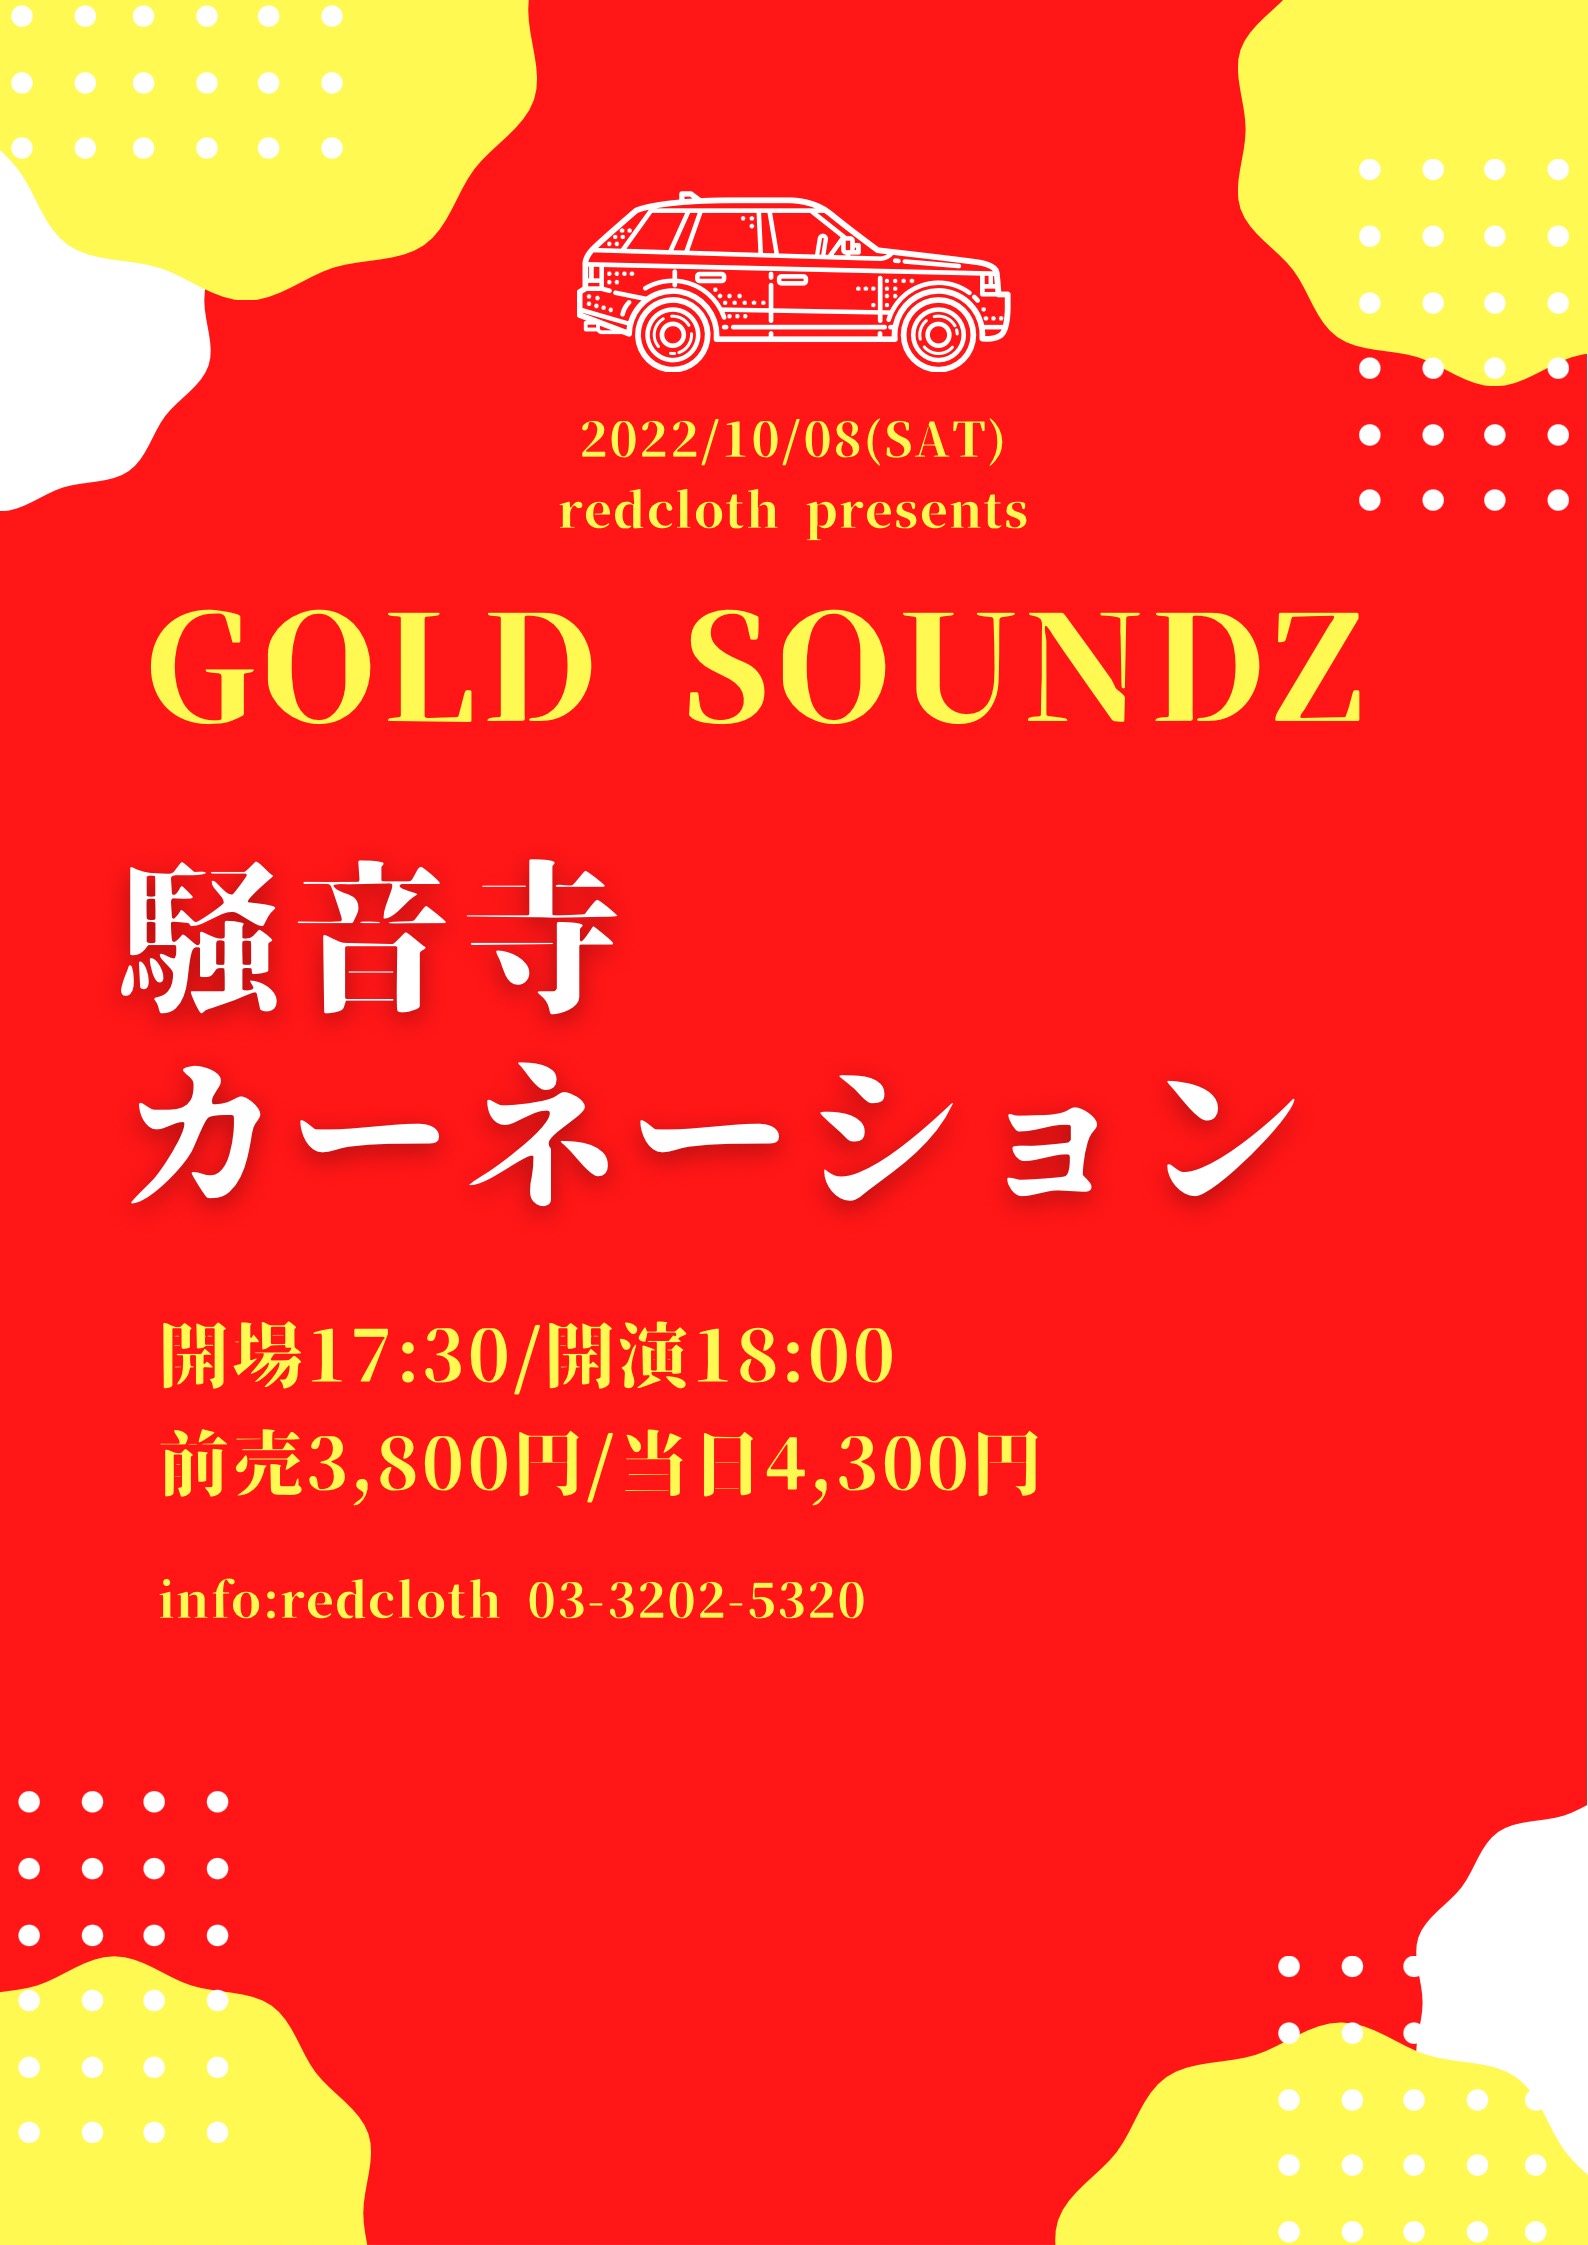 2022/10/08(SAT)
redcloth presents
GOLD SOUNDZ
騒音寺
カーネーション
開場17:30/開演18:00
前売3,800円/当日4,300円
info:redcloth 03-3202-5320